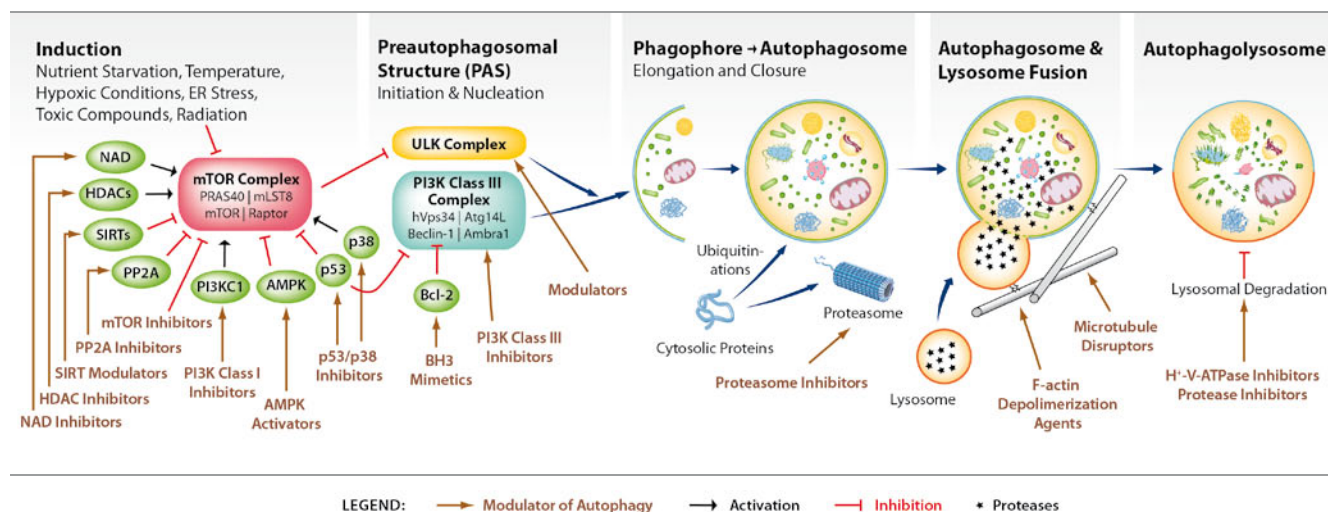 Induction
Nutrient Starvation, Temperature,
Hypoxic Conditions, ER Stress,
Toxic Compounds, Radiation
Preautophagosomal
Structure (PAS)
Initiation & Nucleation
Phagophore → Autophagosome
Elongation and Closure
Autophagosome &
Lysosome Fusion
Autophagolysosome
NAD
HDACs
SIRTs
PP2A
PI3KC1
AMPK
p53
p38
mTOR Complex
PRAS40 | mLST8
mTOR | Raptor
ULK Complex
PI3K Class III
Complex
hVps34 | Atg14L
Beclin-1 | Ambra1
Bcl-2
mTOR Inhibitors
PP2A Inhibitors
SIRT Modulators
HDAC Inhibitors
NAD Inhibitors
PI3K Class I
Inhibitors
AMPK
Activators
p53/p38
Inhibitors
BH3
Mimetics
PI3K Class III
Inhibitors
Modulators
Ubiquitin-
ations
Cytosolic Proteins
Proteasome
Proteasome Inhibitors
Lysosome
F-actin
Depolimerization
Agents
Microtubule
Disruptors
Lysosomal Degradation
H⁺-V-ATPase Inhibitors
Protease Inhibitors
LEGEND: Modulator of Autophagy Activation Inhibition Proteases